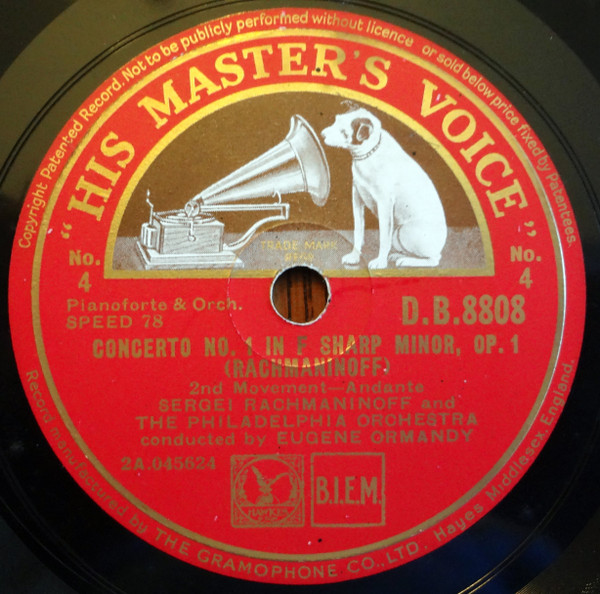 Copyright Patented Record. Not to be publicly performed without licence or sold below price fixed by Patentees.
"HIS MASTER'S VOICE"
TRADE MARK
No. 4
No. 4
Pianoforte & Orch.
SPEED 78
D.B.8808
CONCERTO NO. 1 IN F SHARP MINOR, OP. 1
(RACHMANINOFF)
2nd Movement—Andante
SERGEI RACHMANINOFF and
THE PHILADELPHIA ORCHESTRA
conducted by EUGENE ORMANDY
2A.045624
HAWKES
B.I.E.M.
Record manufactured by THE GRAMOPHONE CO., LTD. Hayes, Middlesex, England.